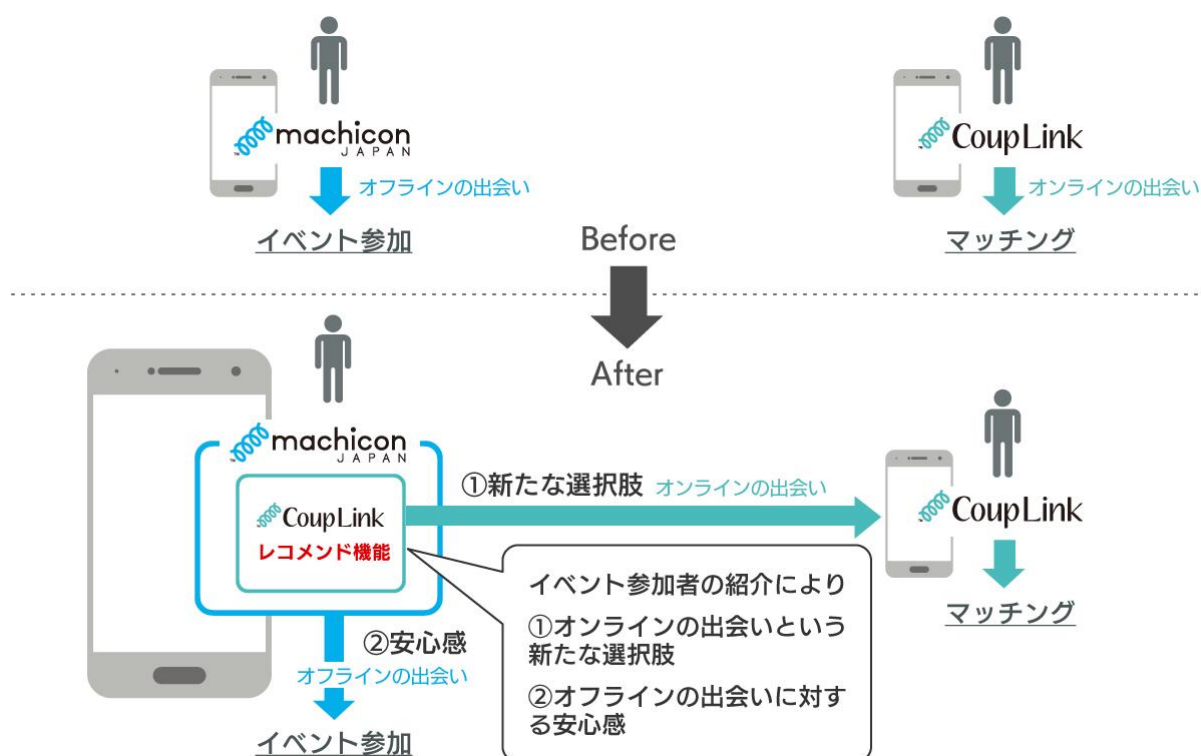 machicon
JAPAN
オフラインの出会い
イベント参加
CoupLink
オンラインの出会い
マッチング
Before
After
machicon
JAPAN
CoupLink
レコメンド機能
①新たな選択肢 オンラインの出会い
CoupLink
マッチング
②安心感
オフラインの出会い
イベント参加
イベント参加者の紹介により
①オンラインの出会いという
新たな選択肢
②オフラインの出会いに対す
る安心感